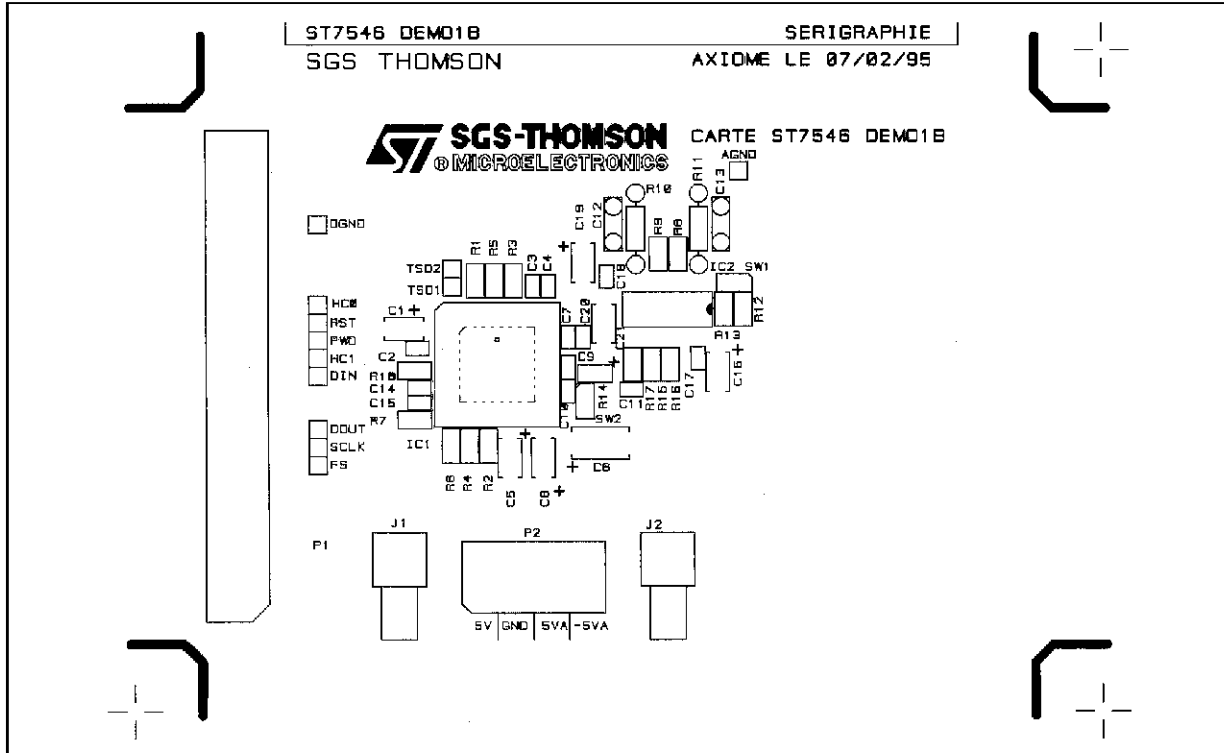 ST7546 DEMO1B
SERIGRAPHIE
SGS THOMSON
AXIOME LE 07/02/95
SGS-THOMSON
® MICROELECTRONICS
CARTE ST7546 DEMO1B
AGND
R10
R11
C13
C12
C19
R9
R8
DGND
R1
R5
R3
C3
C4
TSD2
TSD1
C18
IC2
SW1
HC0
RST
PWD
HC1
DIN
C1
+
C7
C20
R12
R13
C2
R18
C14
C15
R7
C9
C10
R14
C11
R17
R15
R16
C17
C16
+
SW2
DOUT
SCLK
FS
IC1
C6
+
R6
R4
R2
C5
C8
+
P1
J1
P2
J2
5V
GND
5VA
-5VA